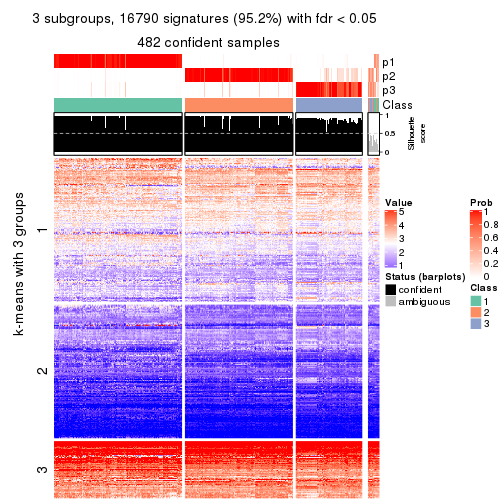 3 subgroups, 16790 signatures (95.2%) with fdr < 0.05
482 confident samples
p1
p2
p3
Class
1
0.5
0
Silhouette
score
k-means with 3 groups
1
2
3
Value
5
4
3
2
1
Status (barplots)
confident
ambiguous
Prob
1
0.8
0.6
0.4
0.2
0
Class
1
2
3